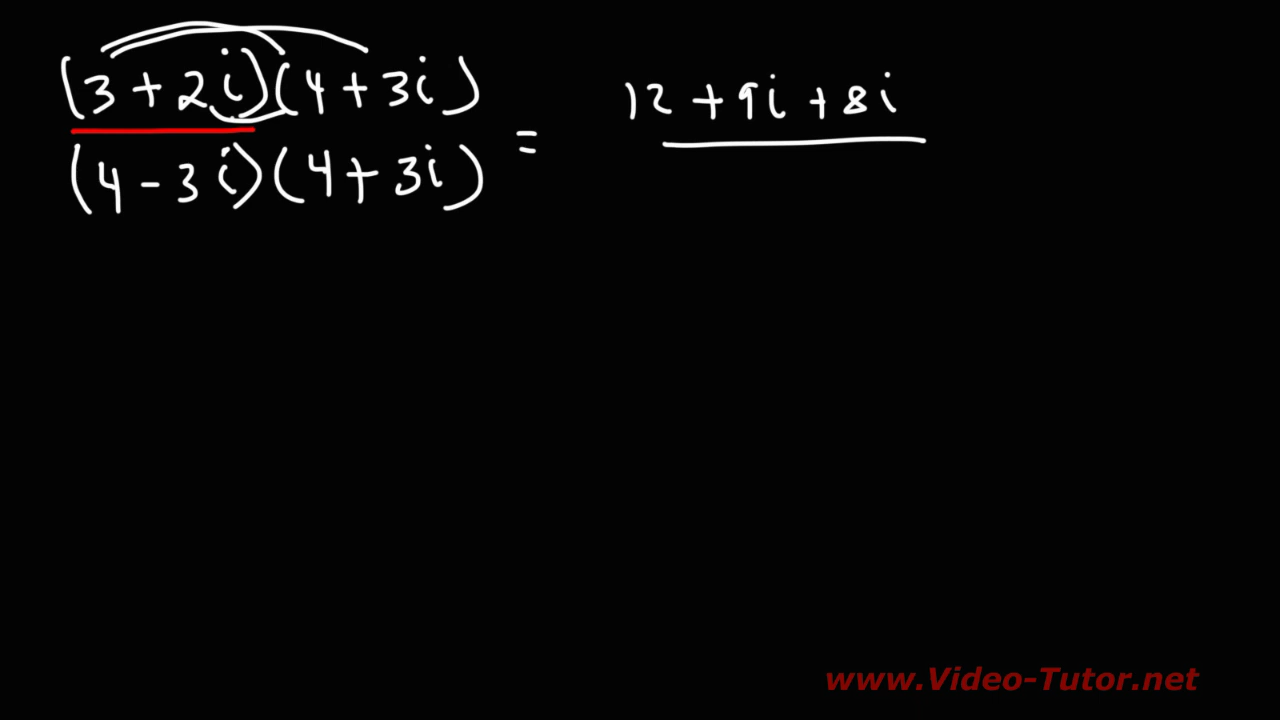 (3 + 2i)(4 + 3i)
(4 - 3i)(4 + 3i)
=
12 + 9i + 8i
www.Video-Tutor.net